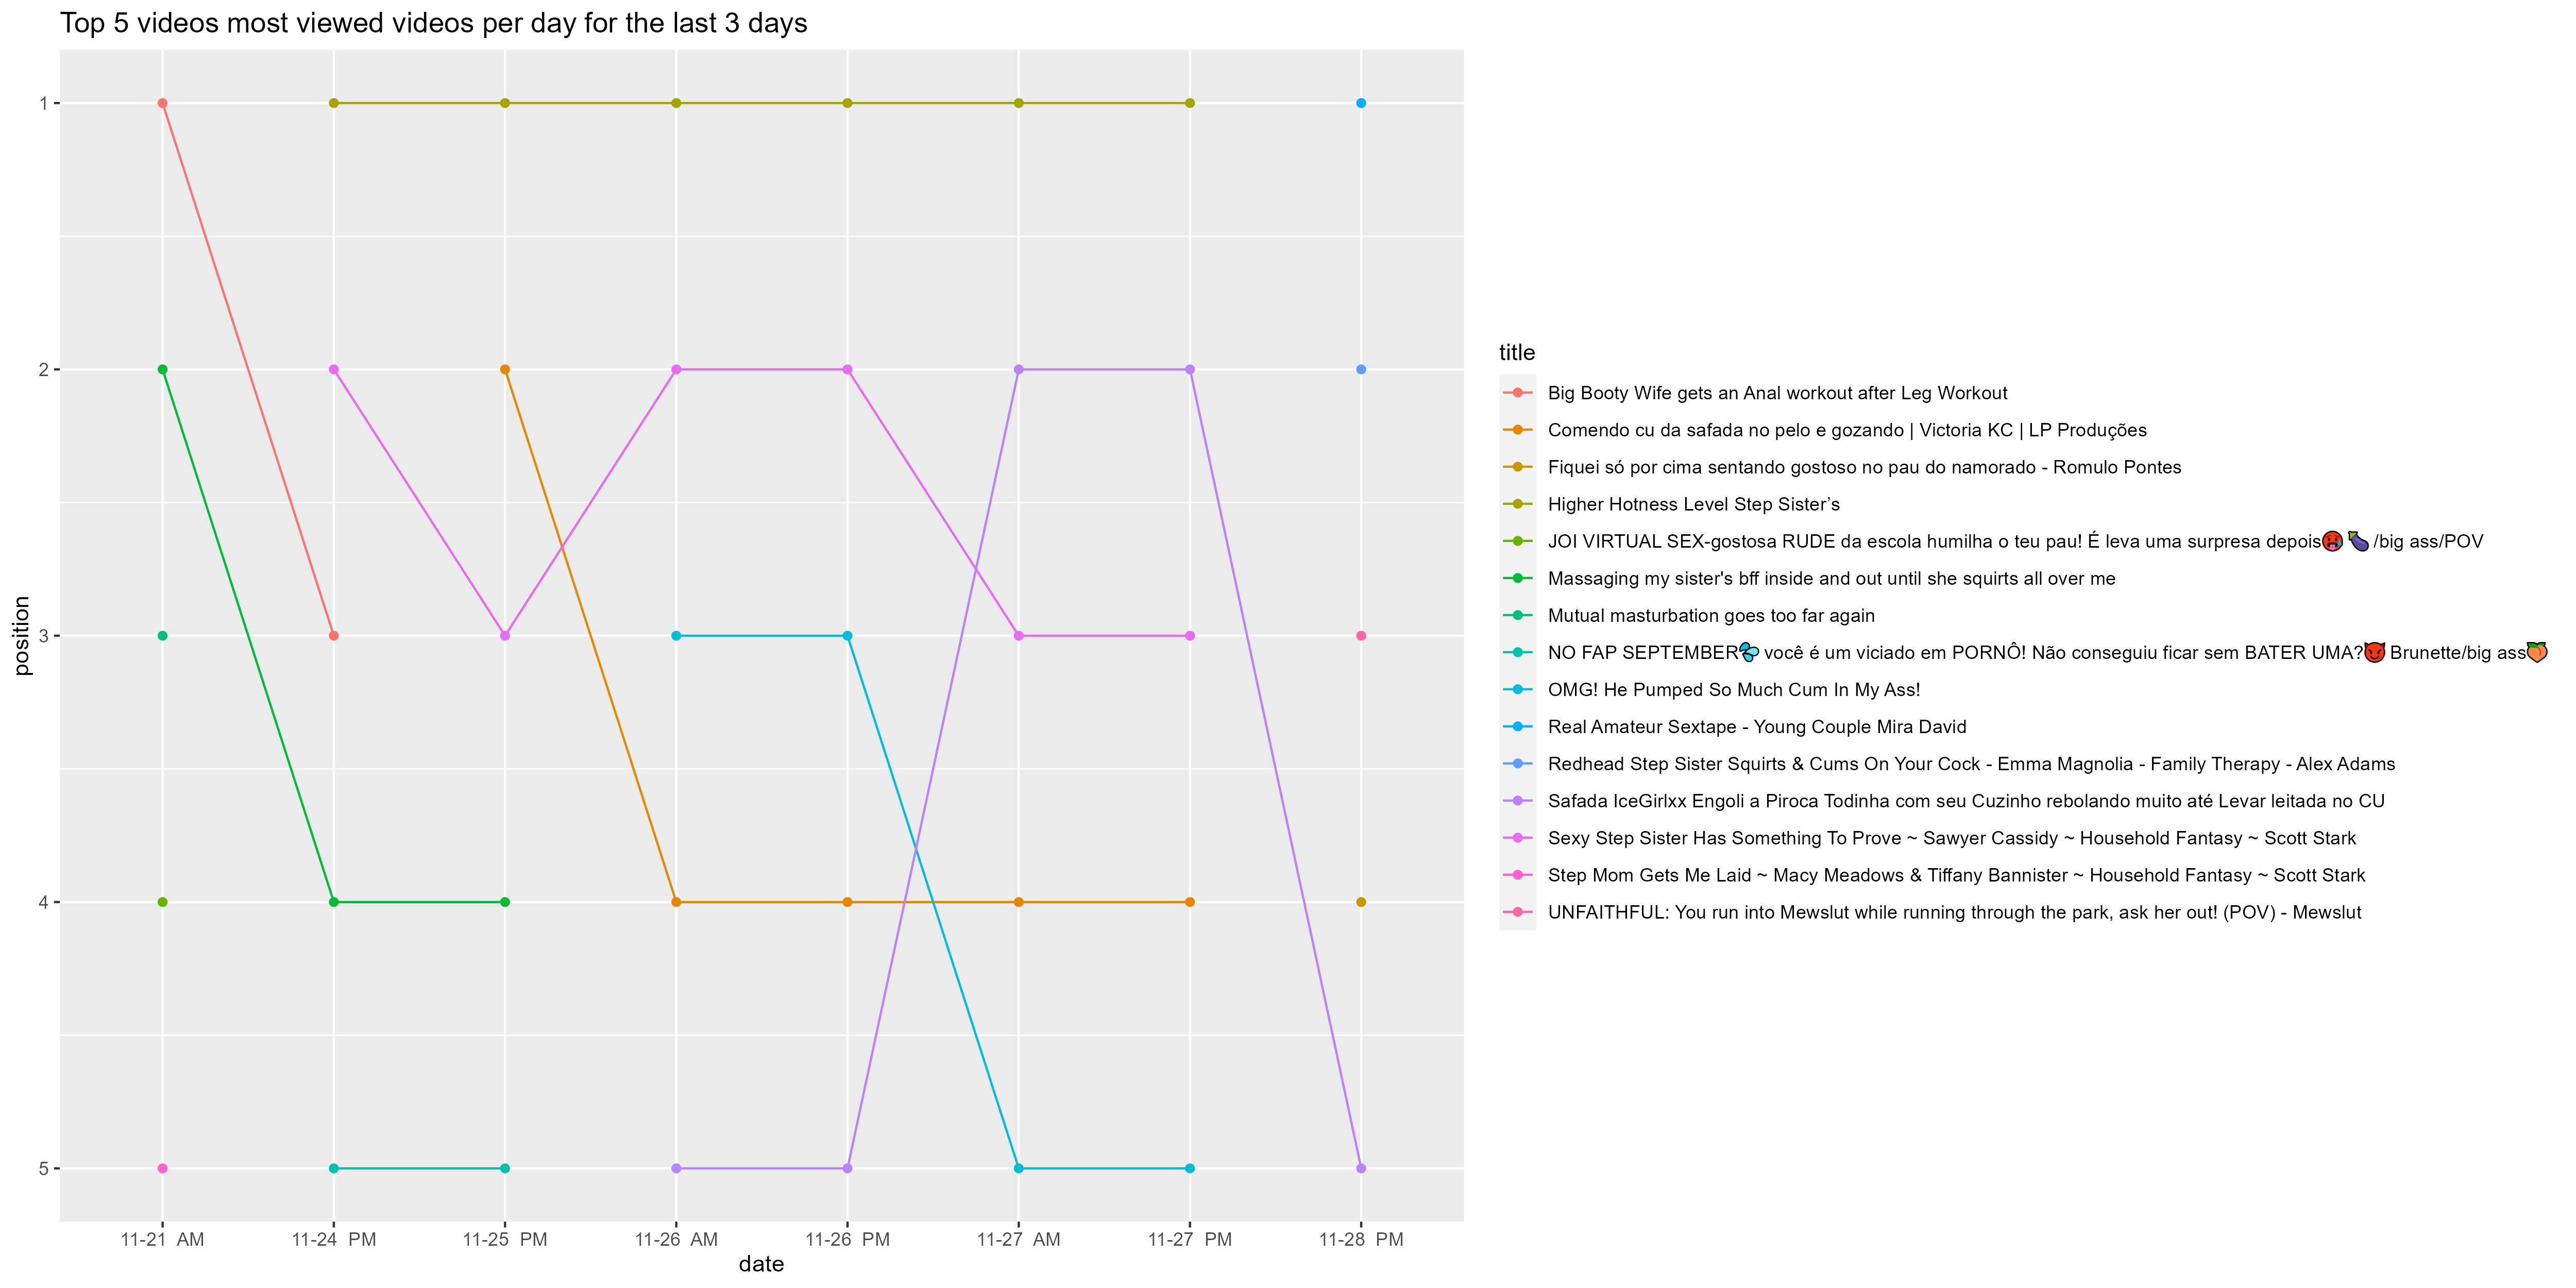 Top 5 videos most viewed videos per day for the last 3 days
position
1
2
3
4
5
11-21 AM
11-24 PM
11-25 PM
11-26 AM
11-26 PM
11-27 AM
11-27 PM
11-28 PM
date
title
Big Booty Wife gets an Anal workout after Leg Workout
Comendo cu da safada no pelo e gozando | Victoria KC | LP Produções
Fiquei só por cima sentando gostoso no pau do namorado - Romulo Pontes
Higher Hotness Level Step Sister’s
JOI VIRTUAL SEX-gostosa RUDE da escola humilha o teu pau! É leva uma surpresa depois🥵🍆/big ass/POV
Massaging my sister's bff inside and out until she squirts all over me
Mutual masturbation goes too far again
NO FAP SEPTEMBER💦 você é um viciado em PORNÔ! Não conseguiu ficar sem BATER UMA?😈 Brunette/big ass🍑
OMG! He Pumped So Much Cum In My Ass!
Real Amateur Sextape - Young Couple Mira David
Redhead Step Sister Squirts & Cums On Your Cock - Emma Magnolia - Family Therapy - Alex Adams
Safada IceGirlxx Engoli a Piroca Todinha com seu Cuzinho rebolando muito até Levar leitada no CU
Sexy Step Sister Has Something To Prove ~ Sawyer Cassidy ~ Household Fantasy ~ Scott Stark
Step Mom Gets Me Laid ~ Macy Meadows & Tiffany Bannister ~ Household Fantasy ~ Scott Stark
UNFAITHFUL: You run into Mewslut while running through the park, ask her out! (POV) - Mewslut